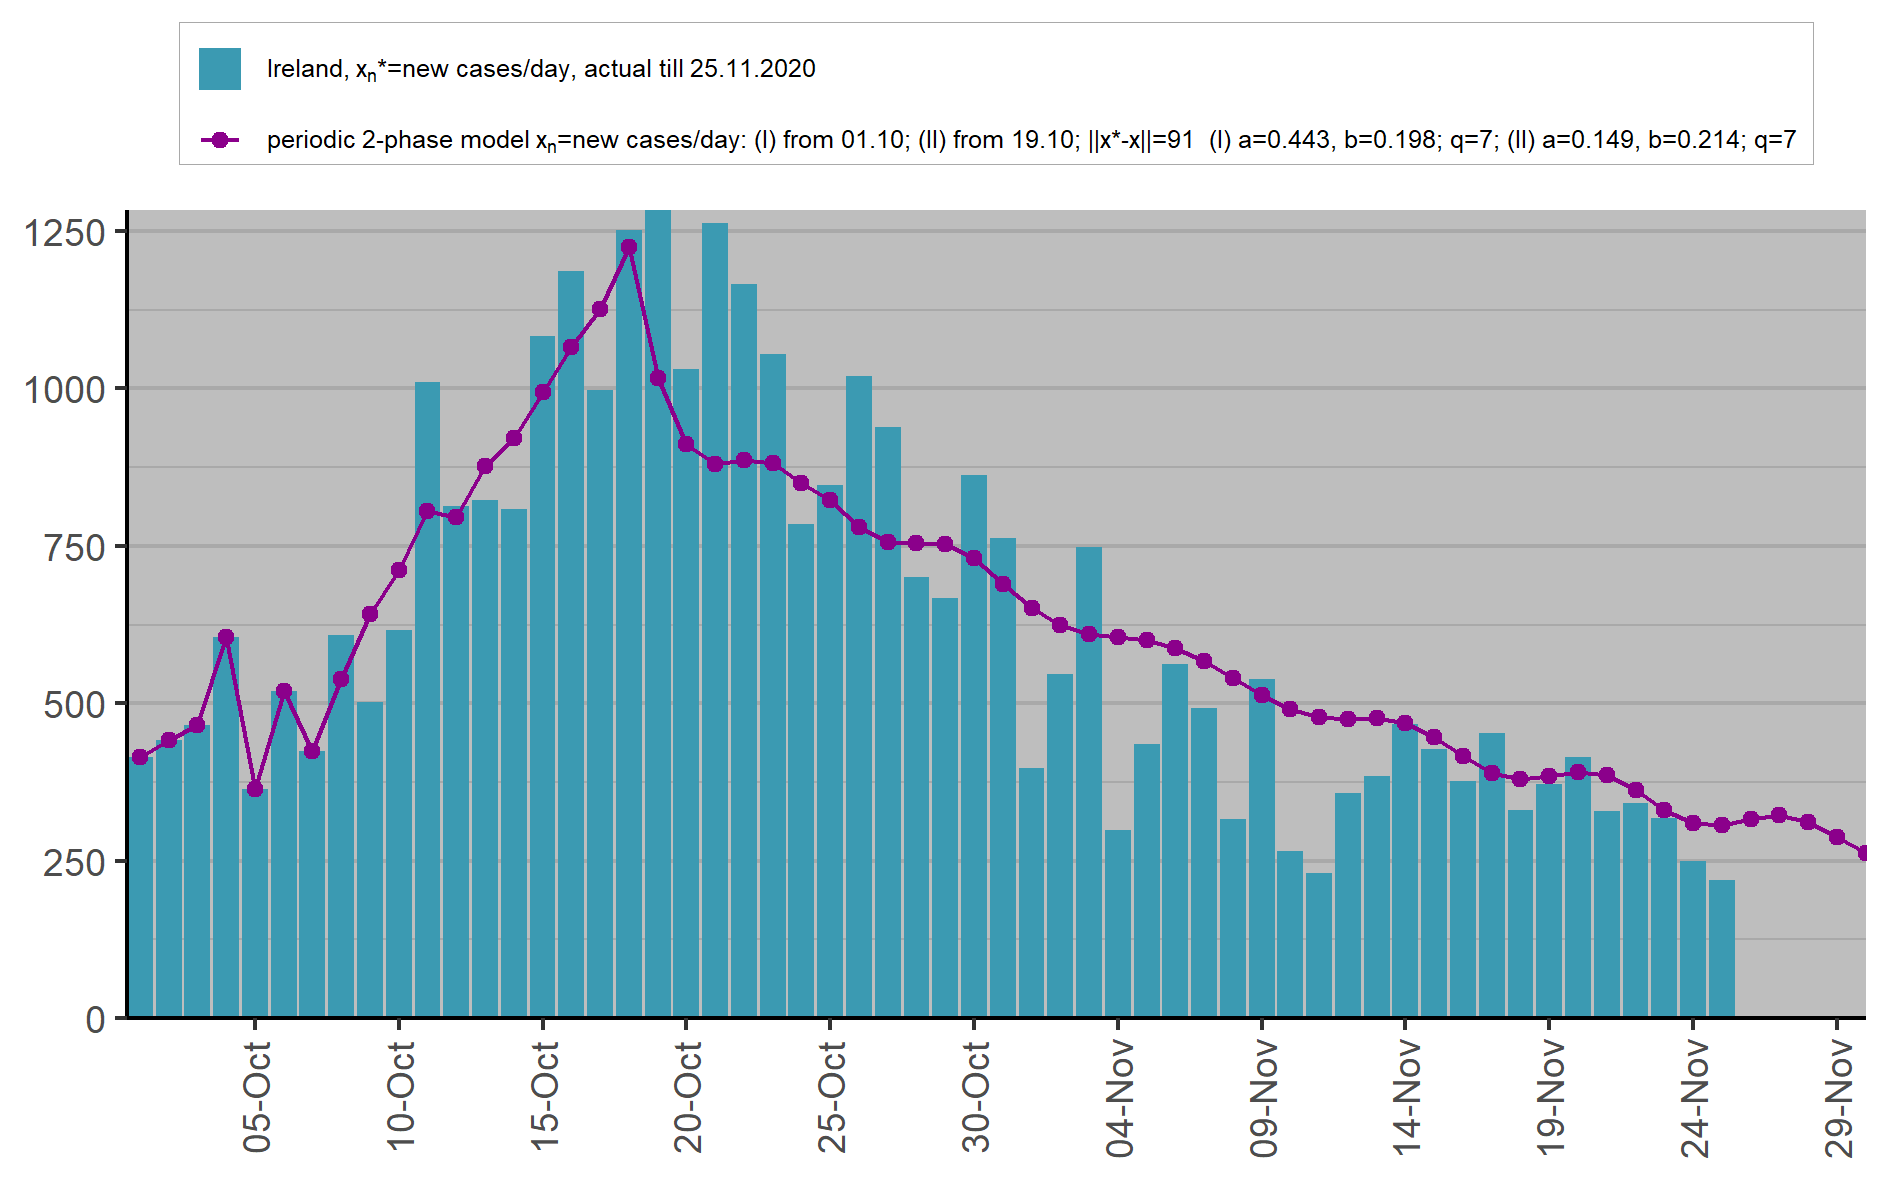 Ireland, xn*=new cases/day, actual till 25.11.2020
periodic 2-phase model xn=new cases/day: (I) from 01.10; (II) from 19.10; ||x*-x||=91  (I) a=0.443, b=0.198; q=7; (II) a=0.149, b=0.214; q=7
1250
1000
750
500
250
0
05-Oct
10-Oct
15-Oct
20-Oct
25-Oct
30-Oct
04-Nov
09-Nov
14-Nov
19-Nov
24-Nov
29-Nov